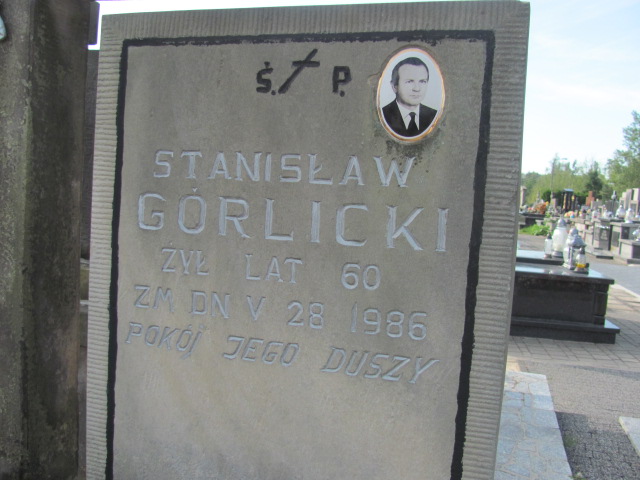 Ś. P.
STANISŁAW
GÓRLICKI
ŻYŁ LAT 60
ZM DN V 28 1986
POKÓJ JEGO DUSZY